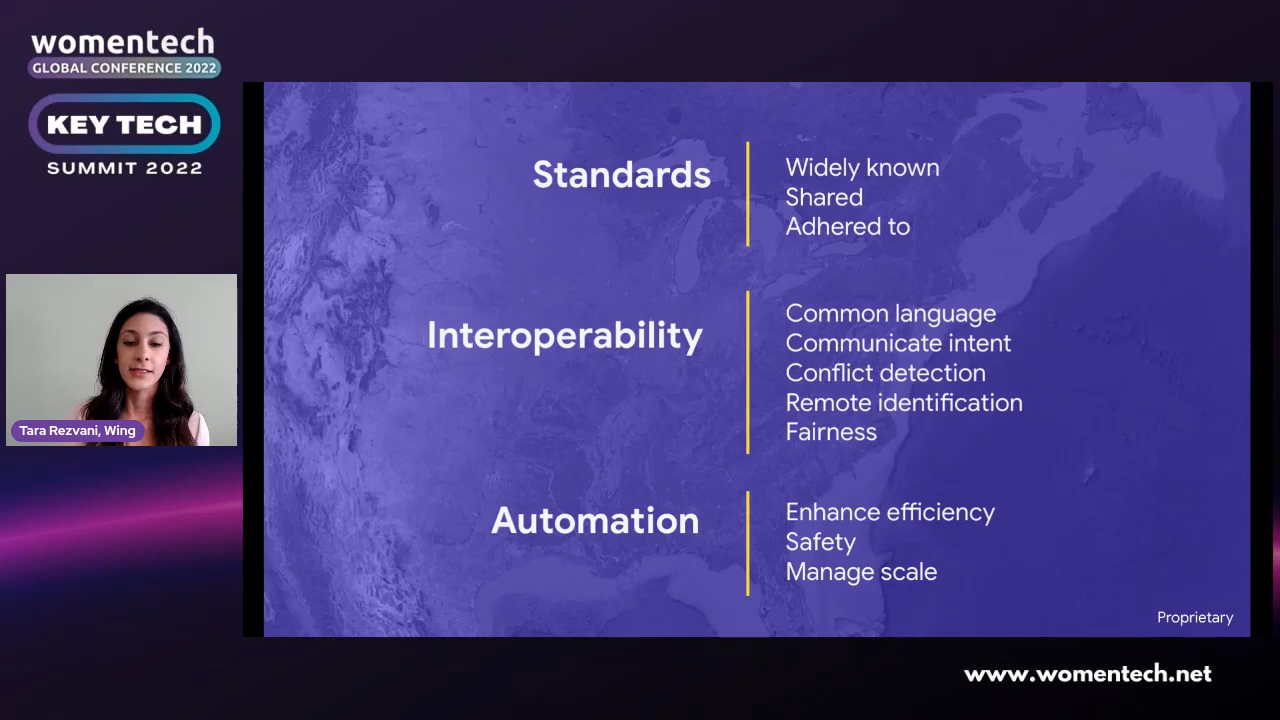 womentech
GLOBAL CONFERENCE 2022
KEY TECH
SUMMIT 2022
Standards
Widely known
Shared
Adhered to
Interoperability
Common language
Communicate intent
Conflict detection
Remote identification
Fairness
Automation
Enhance efficiency
Safety
Manage scale
Proprietary
Tara Rezvani, Wing
www.womentech.net